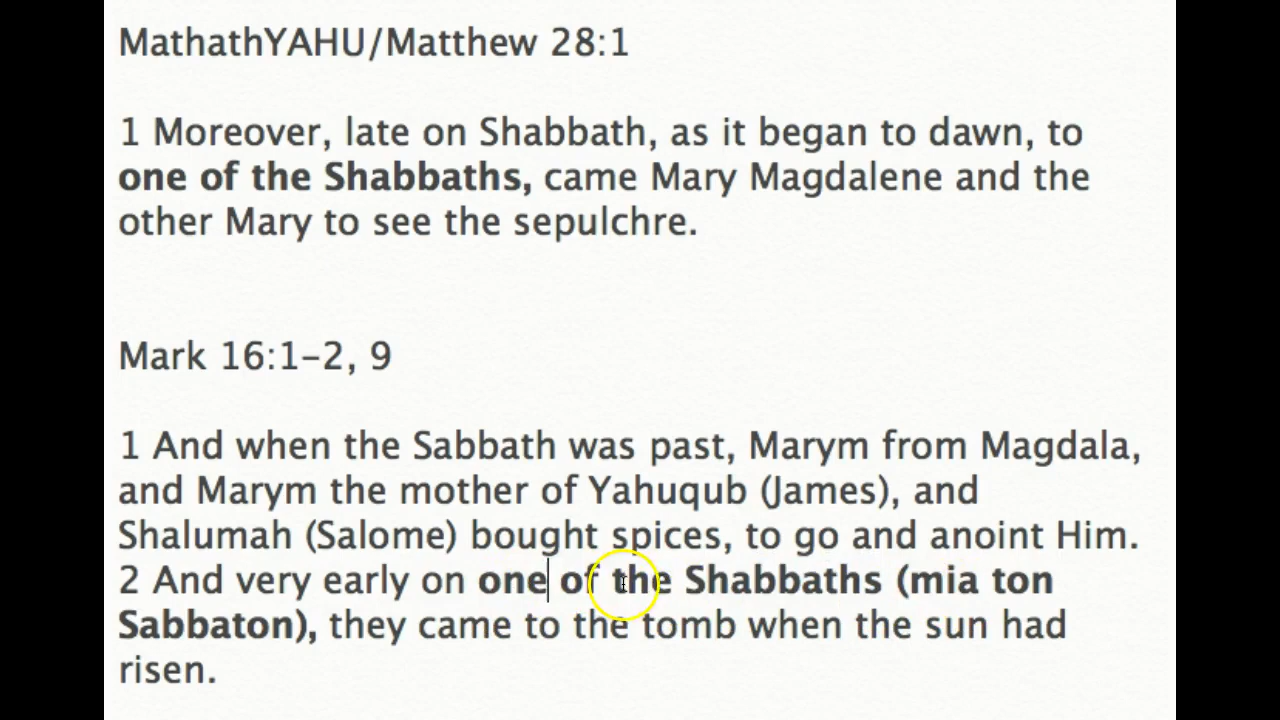 MathathYAHU/Matthew 28:1
1 Moreover, late on Shabbath, as it began to dawn, to
one of the Shabbaths, came Mary Magdalene and the
other Mary to see the sepulchre.
Mark 16:1-2, 9
1 And when the Sabbath was past, Marym from Magdala,
and Marym the mother of Yahuqub (James), and
Shalumah (Salome) bought spices, to go and anoint Him.
2 And very early on one of the Shabbaths (mia ton
Sabbaton), they came to the tomb when the sun had
risen.